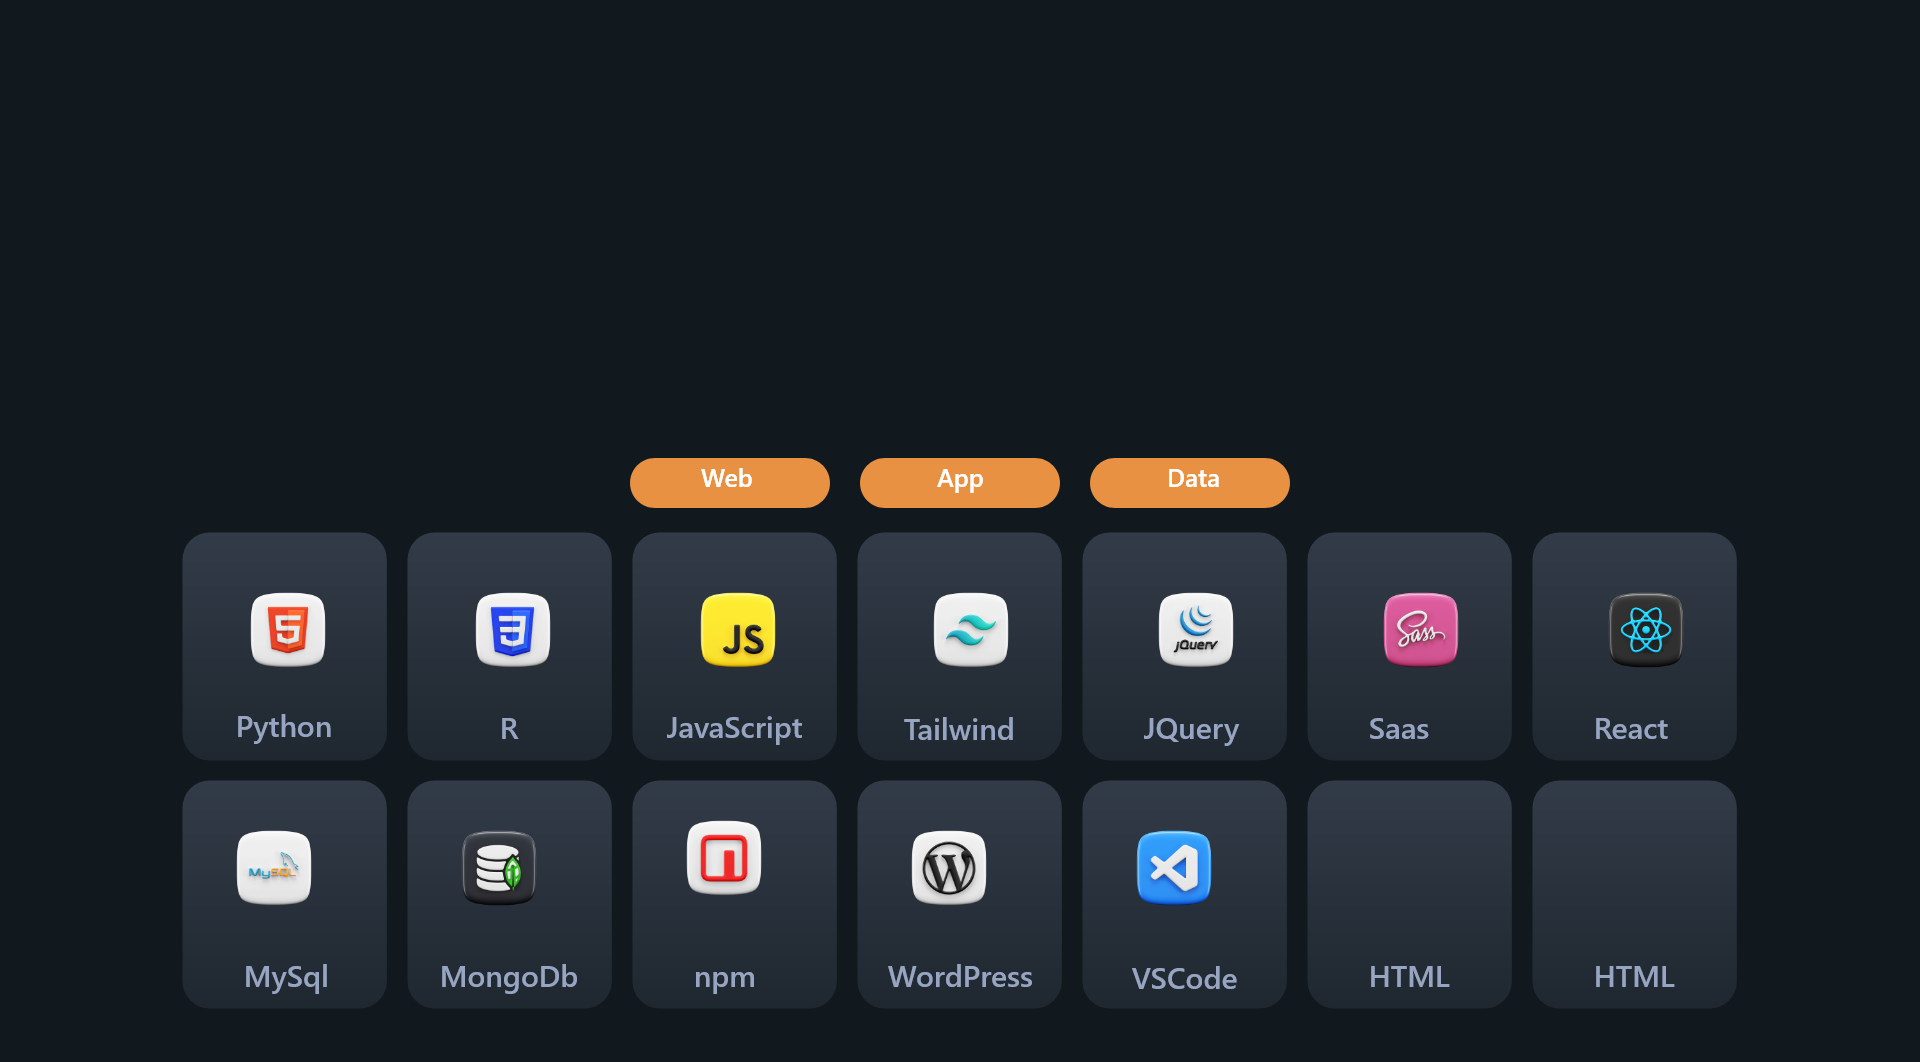 Web App Data
JS jQuery Sass
Python R JavaScript Tailwind JQuery Saas React
MySQL
MySql MongoDb npm WordPress VSCode HTML HTML